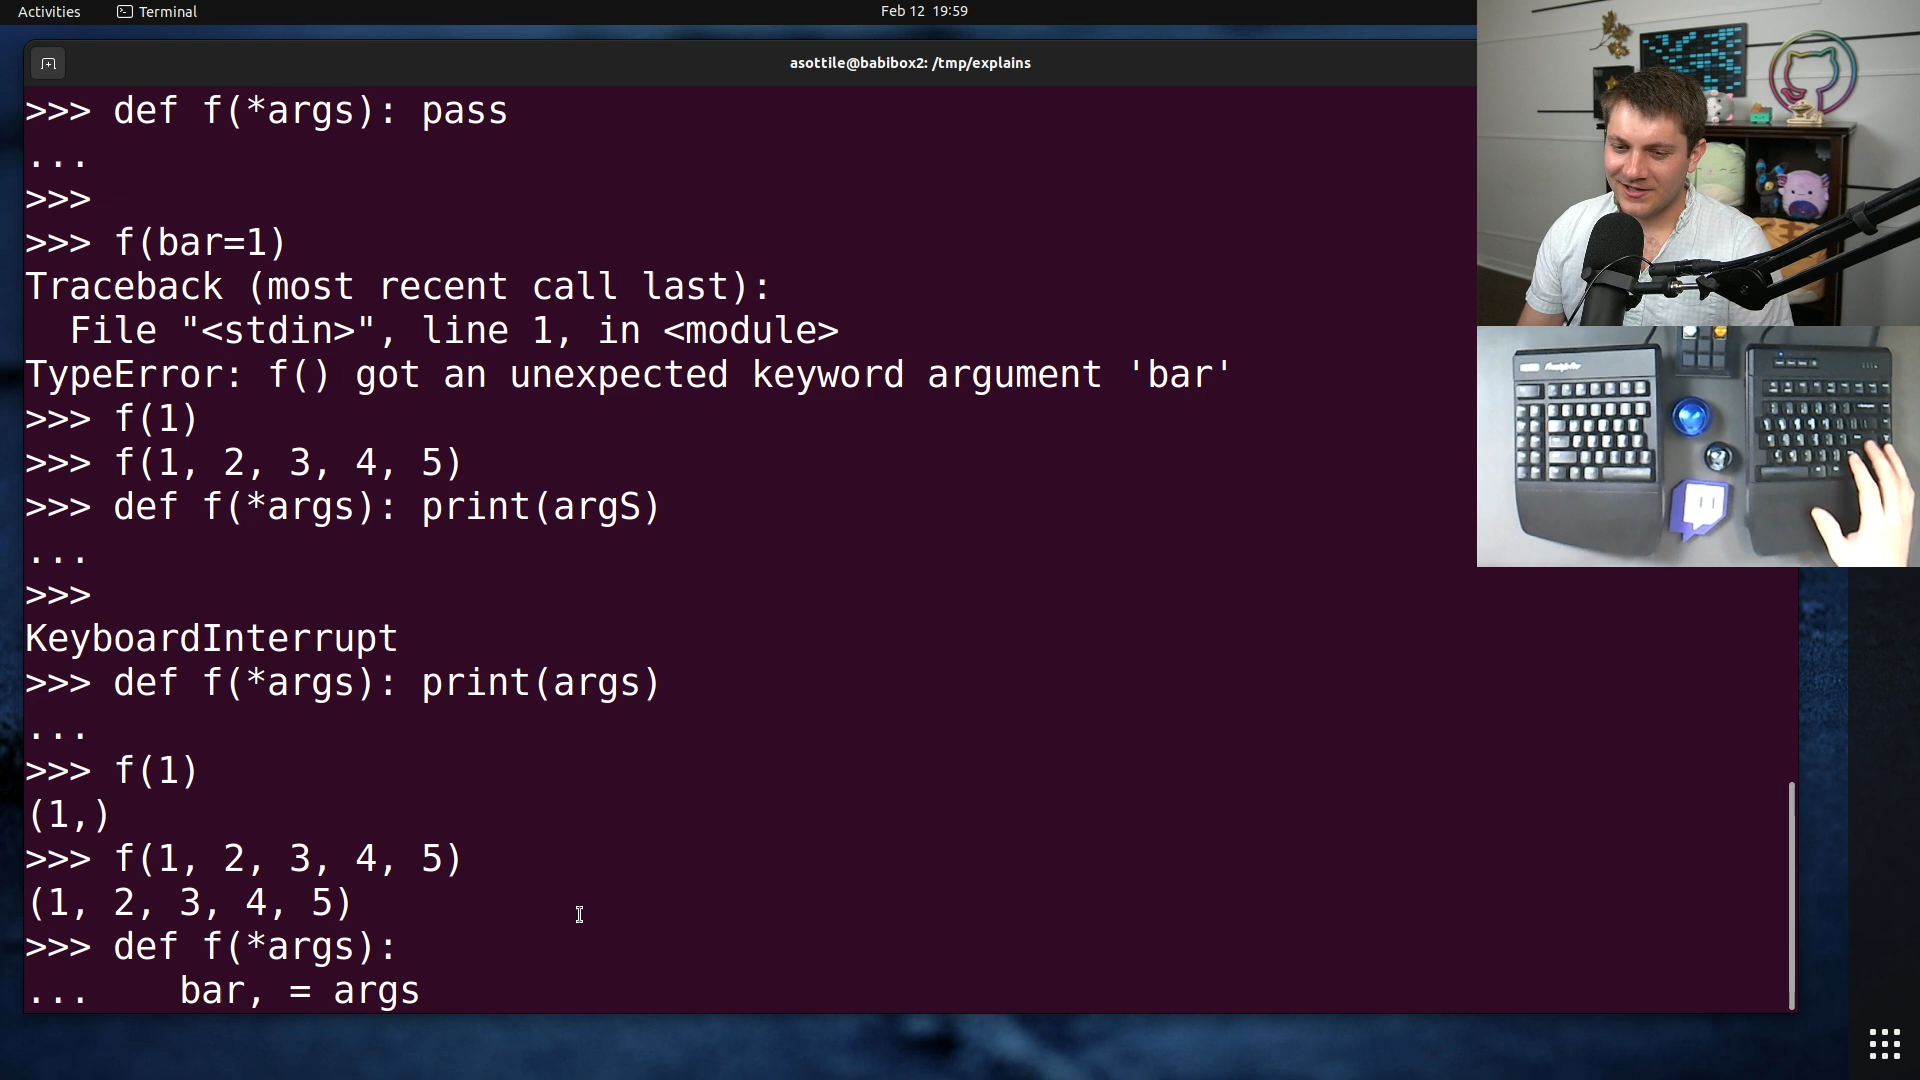 Activities
Terminal
Feb 12 19:59
asottile@babibox2: /tmp/explains
>>> def f(*args): pass
...
>>>
>>> f(bar=1)
Traceback (most recent call last):
  File "<stdin>", line 1, in <module>
TypeError: f() got an unexpected keyword argument 'bar'
>>> f(1)
>>> f(1, 2, 3, 4, 5)
>>> def f(*args): print(argS)
...
>>>
KeyboardInterrupt
>>> def f(*args): print(args)
...
>>> f(1)
(1,)
>>> f(1, 2, 3, 4, 5)
(1, 2, 3, 4, 5)
>>> def f(*args):
...    bar, = args